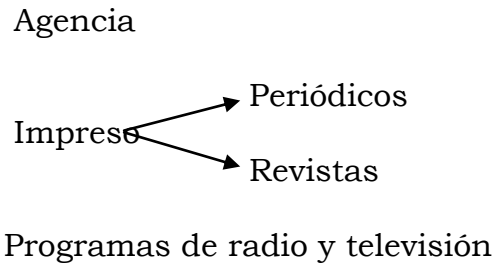 Agencia
Periódicos
Impreso
Revistas
Programas de radio y televisión